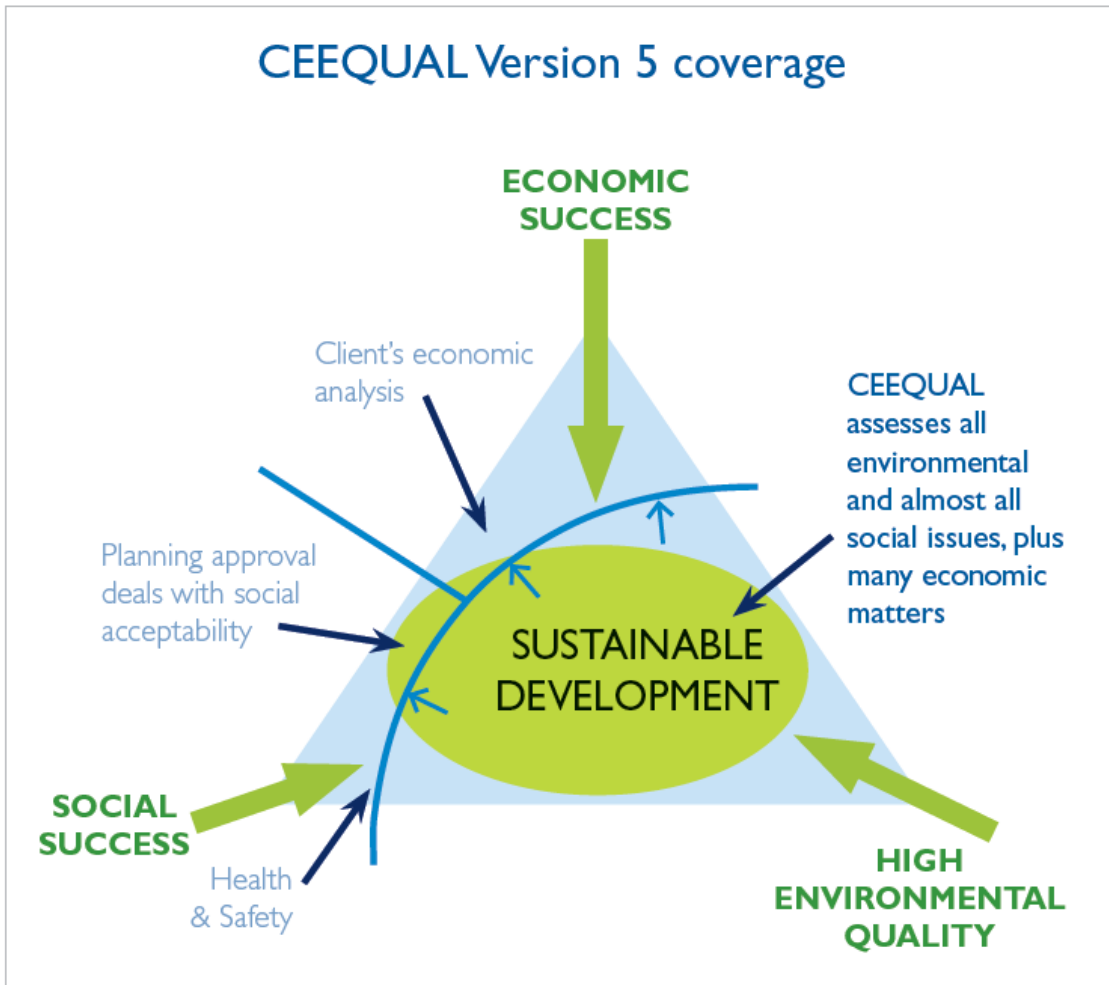 CEEQUAL Version 5 coverage
ECONOMIC
SUCCESS
Client's economic
analysis
CEEQUAL
assesses all
environmental
and almost all
social issues, plus
many economic
matters
Planning approval
deals with social
acceptability
SUSTAINABLE
DEVELOPMENT
SOCIAL
SUCCESS
Health
& Safety
HIGH
ENVIRONMENTAL
QUALITY